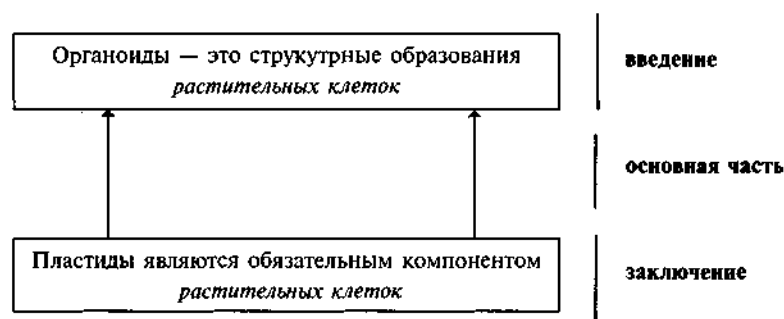 Органоиды — это струкутрные образования
растительных клеток
введение
основная часть
Пластиды являются обязательным компонентом
растительных клеток
заключение